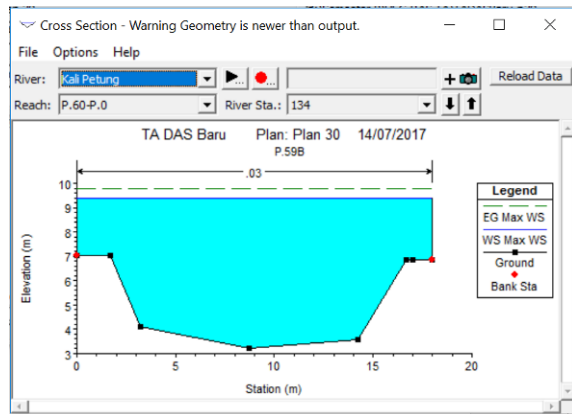 Cross Section - Warning Geometry is newer than output.
File Options Help
River: Kali Petung Reload Data
Reach: P.60-P.0 River Sta.: 134
TA DAS Baru Plan: Plan 30 14/07/2017
P.59B
.03
Legend
EG Max WS
WS Max WS
Ground
Bank Sta
Elevation (m)
10
9
8
7
6
5
4
3
0 5 10 15 20
Station (m)